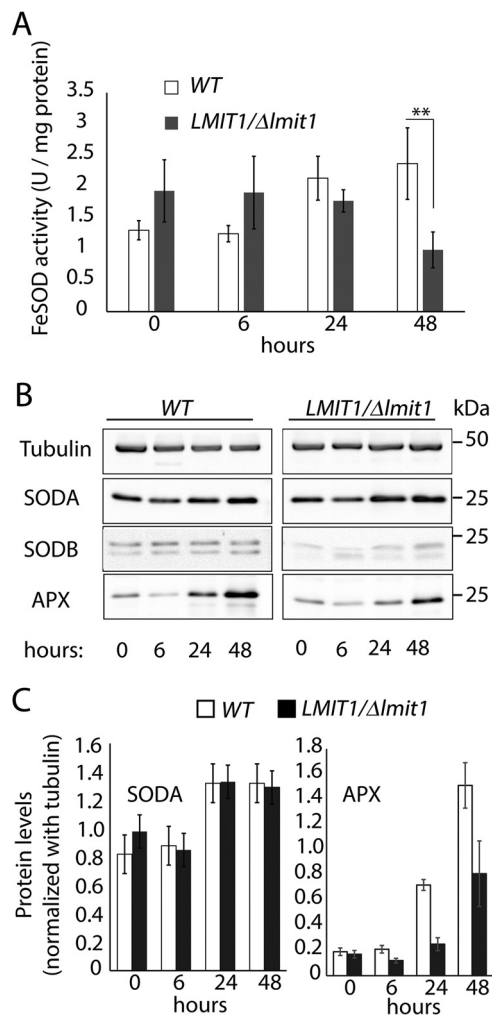 A
WT
LMIT1/Δlmit1
FeSOD activity (U / mg protein)
3.5
3
2.5
2
1.5
1
0.5
0
**
0 6 24 48
hours
B
WT LMIT1/Δlmit1 kDa
Tubulin 50
SODA 25
SODB 25
APX 25
hours: 0 6 24 48 0 6 24 48
C
WT LMIT1/Δlmit1
Protein levels
(normalized with tubulin)
1.6
1.4
1.2
1.0
0.8
0.6
0.4
0.2
0
SODA
0 6 24 48
hours
1.8
1.6
1.4
1.2
1.0
0.8
0.6
0.4
0.2
0
APX
0 6 24 48
hours